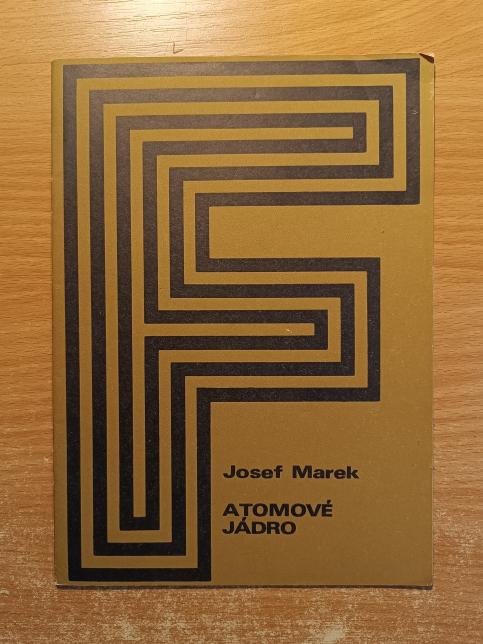 F
Josef Marek
ATOMOVÉ
JÁDRO